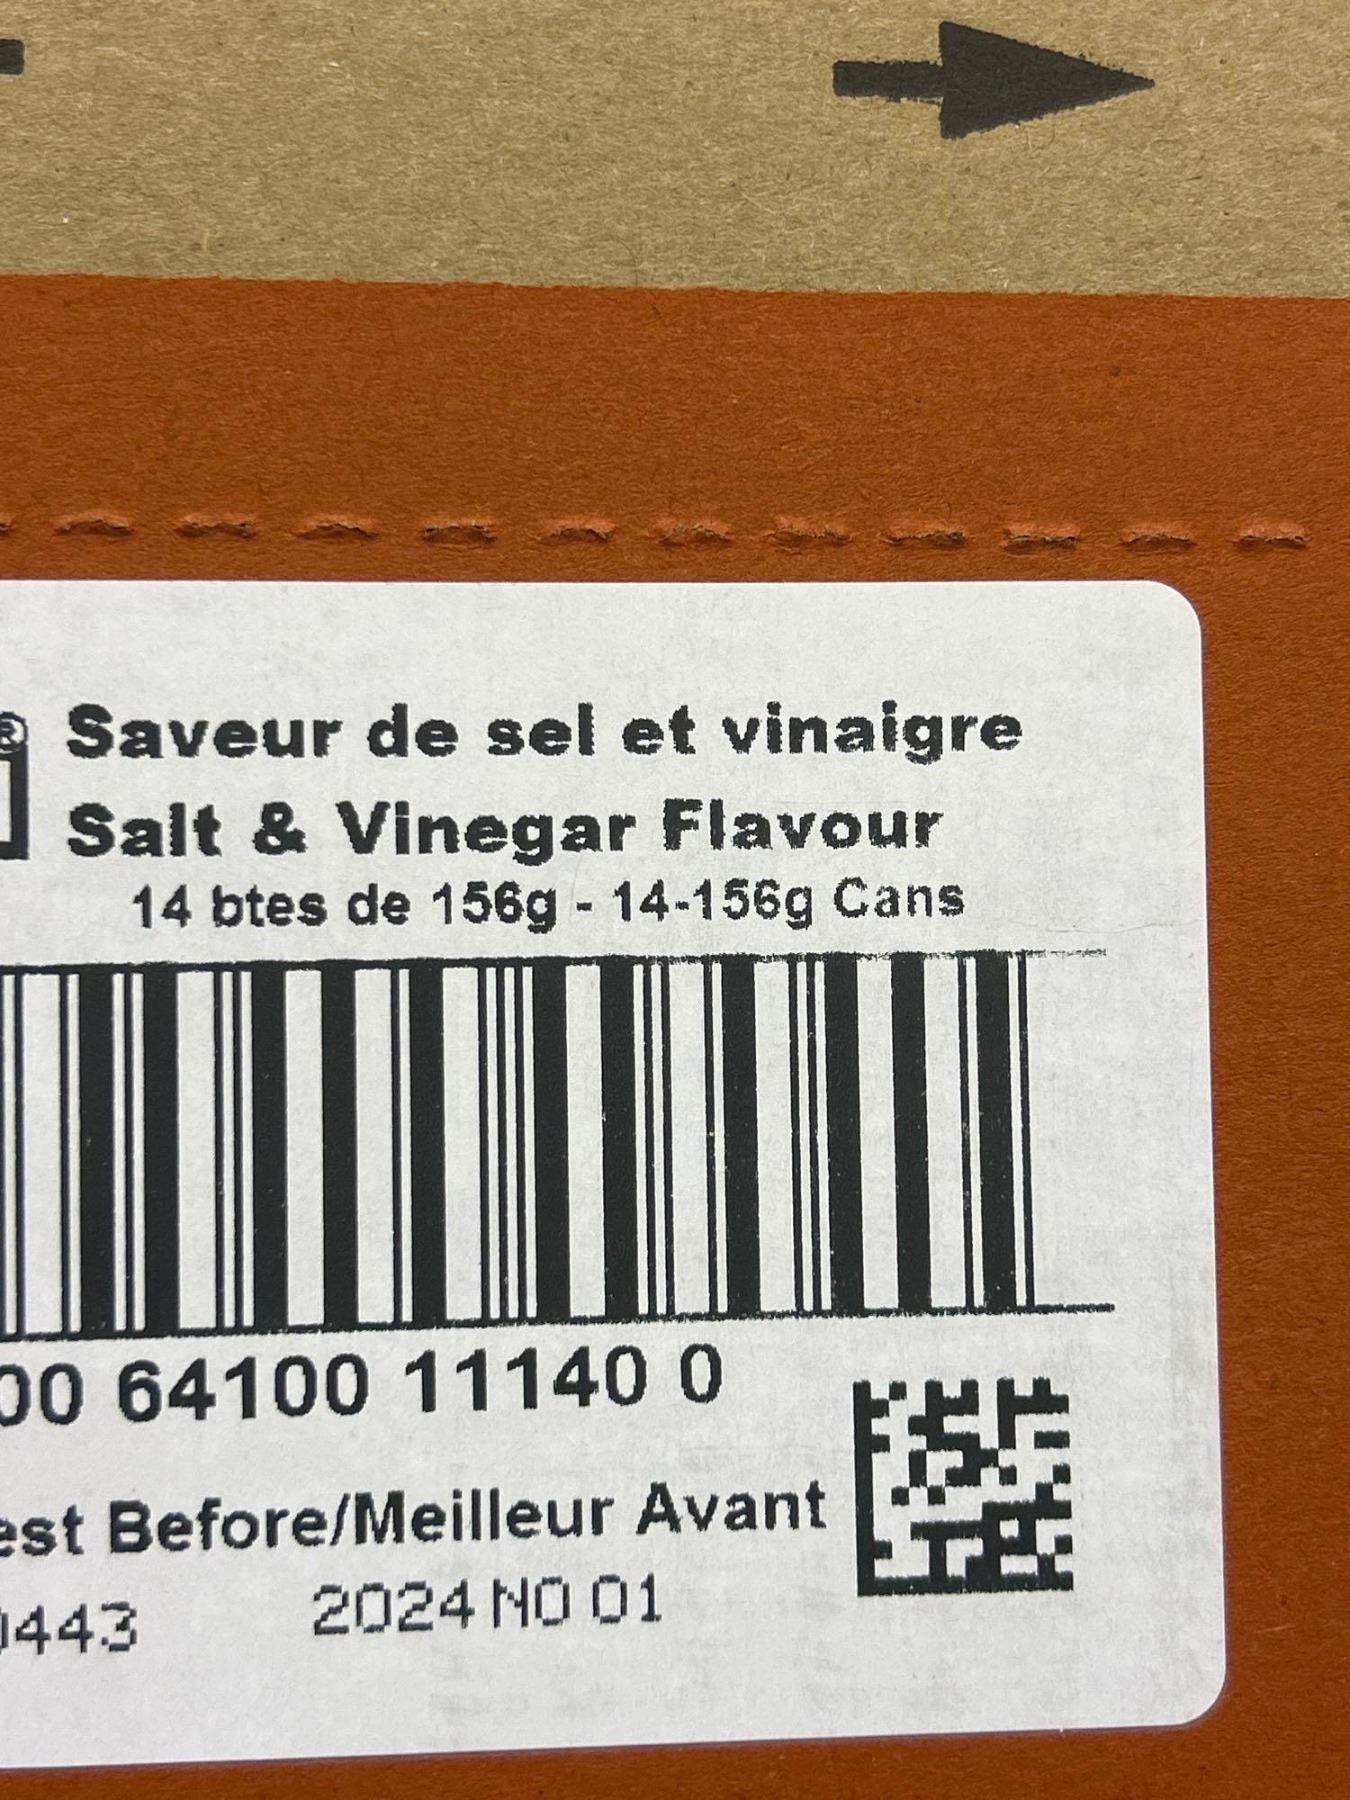 ®
Saveur de sel et vinaigre
Salt & Vinegar Flavour
14 btes de 156g - 14-156g Cans
00 64100 11140 0
est Before/Meilleur Avant
0443 2024 NO 01